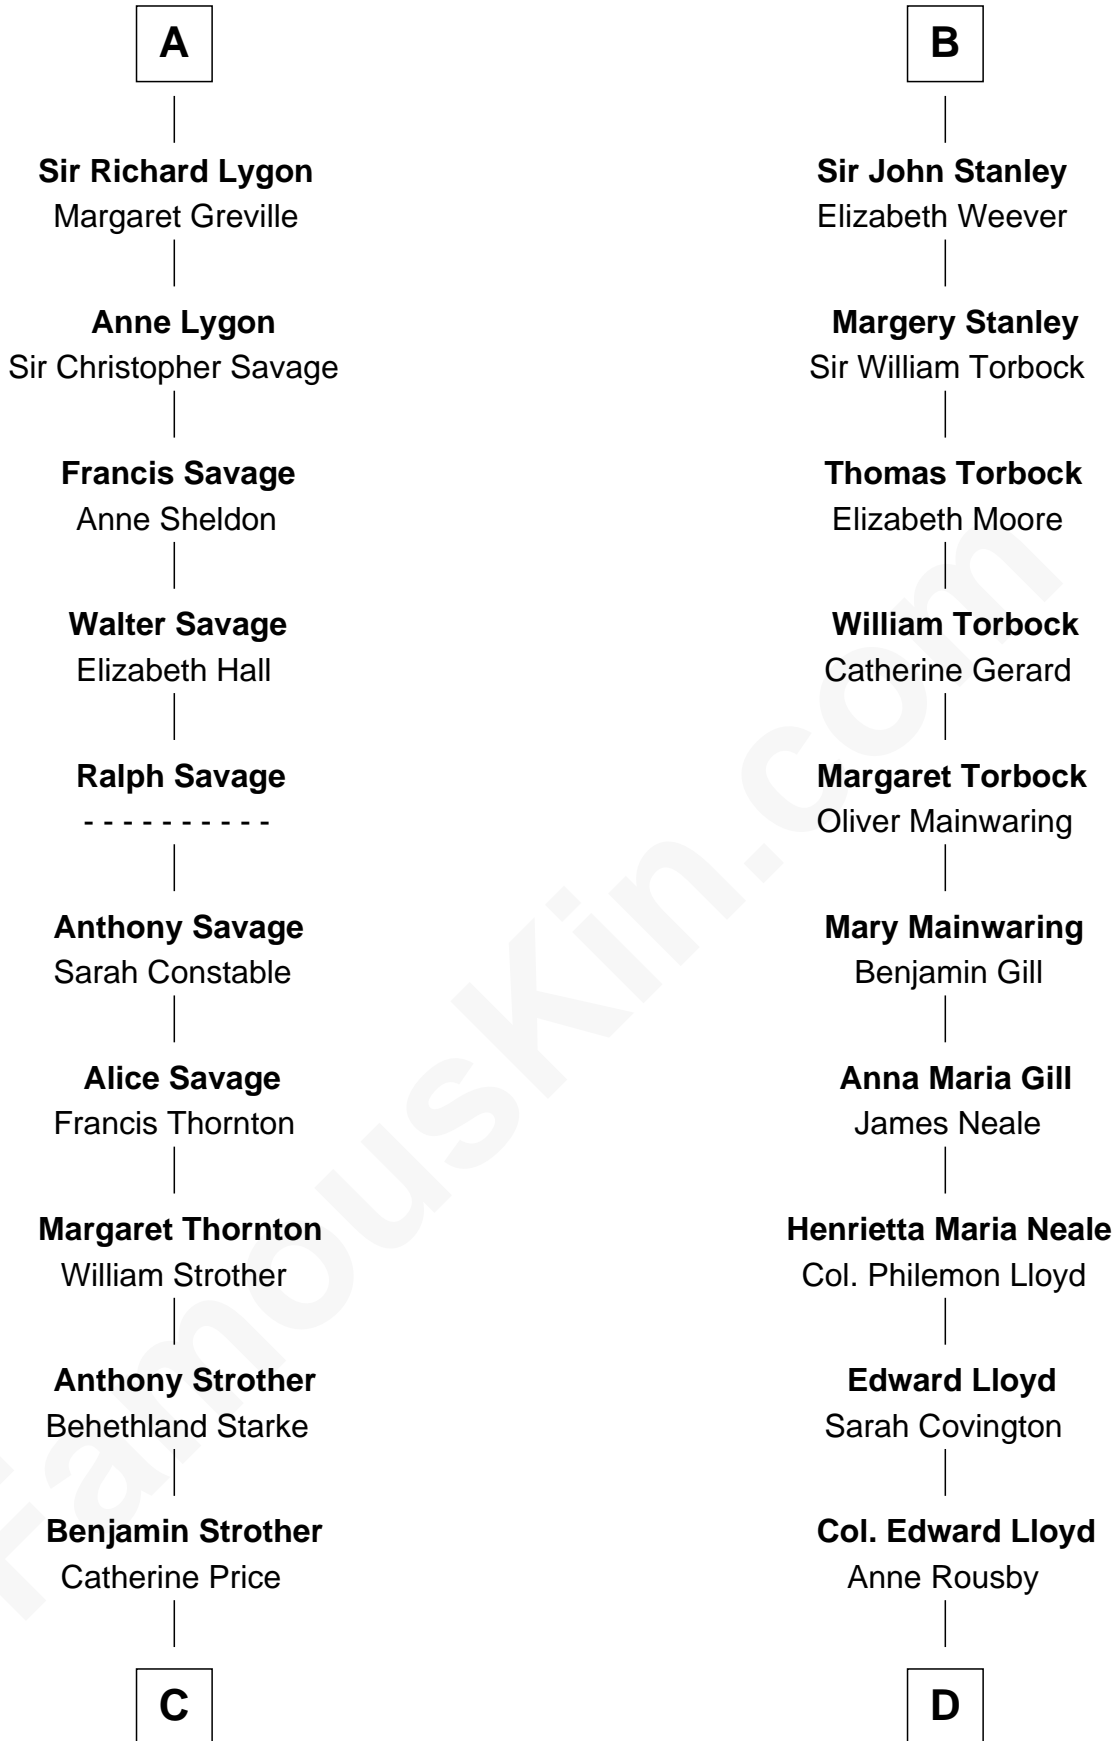 A
Sir Richard Lygon
Margaret Greville
Anne Lygon
Sir Christopher Savage
Francis Savage
Anne Sheldon
Walter Savage
Elizabeth Hall
Ralph Savage
- - - - - - - - - -
Anthony Savage
Sarah Constable
Alice Savage
Francis Thornton
Margaret Thornton
William Strother
Anthony Strother
Behethland Starke
Benjamin Strother
Catherine Price
C
B
Sir John Stanley
Elizabeth Weever
Margery Stanley
Sir William Torbock
Thomas Torbock
Elizabeth Moore
William Torbock
Catherine Gerard
Margaret Torbock
Oliver Mainwaring
Mary Mainwaring
Benjamin Gill
Anna Maria Gill
James Neale
Henrietta Maria Neale
Col. Philemon Lloyd
Edward Lloyd
Sarah Covington
Col. Edward Lloyd
Anne Rousby
D
FamousKin.com